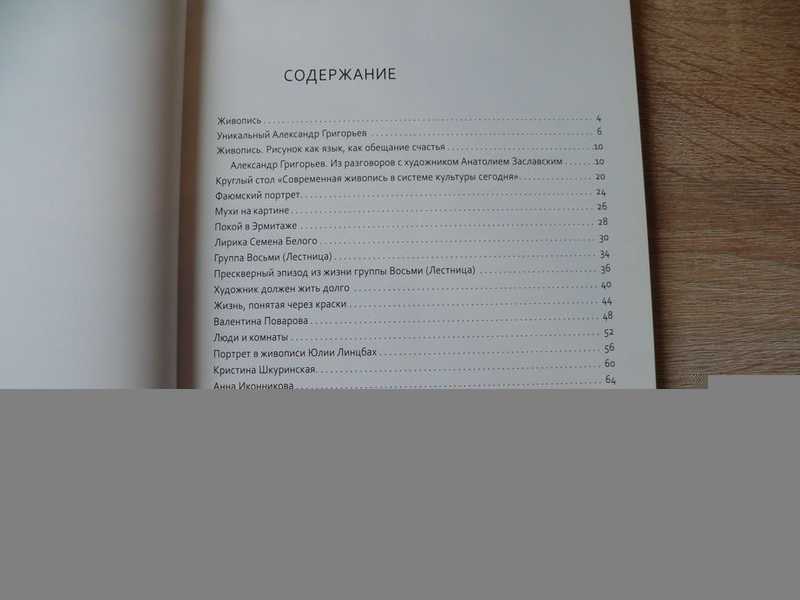 СОДЕРЖАНИЕ
Живопись 4
Уникальный Александр Григорьев 6
Живопись. Рисунок как язык, как обещание счастья 10
Александр Григорьев. Из разговоров с художником Анатолием Заславским 10
Круглый стол «Современная живопись в системе культуры сегодня» 20
Фаюмский портрет 24
Мухи на картине 26
Покой в Эрмитаже 28
Лирика Семена Белого 30
Группа Восьми (Лестница) 34
Прескверный эпизод из жизни группы Восьми (Лестница) 36
Художник должен жить долго 40
Жизнь, понятая через краски 44
Валентина Поварова 48
Люди и комнаты 52
Портрет в живописи Юлии Линцбах 56
Кристина Шкуринская 60
Анна Иконникова 64